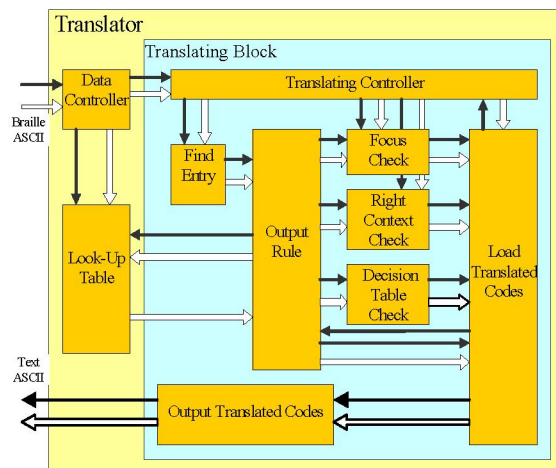 Translator
Translating Block
Data
Controller
Translating Controller
Braille
ASCII
Find
Entry
Focus
Check
Right
Context
Check
Output
Rule
Look-Up
Table
Decision
Table
Check
Load
Translated
Codes
Text
ASCII
Output Translated Codes